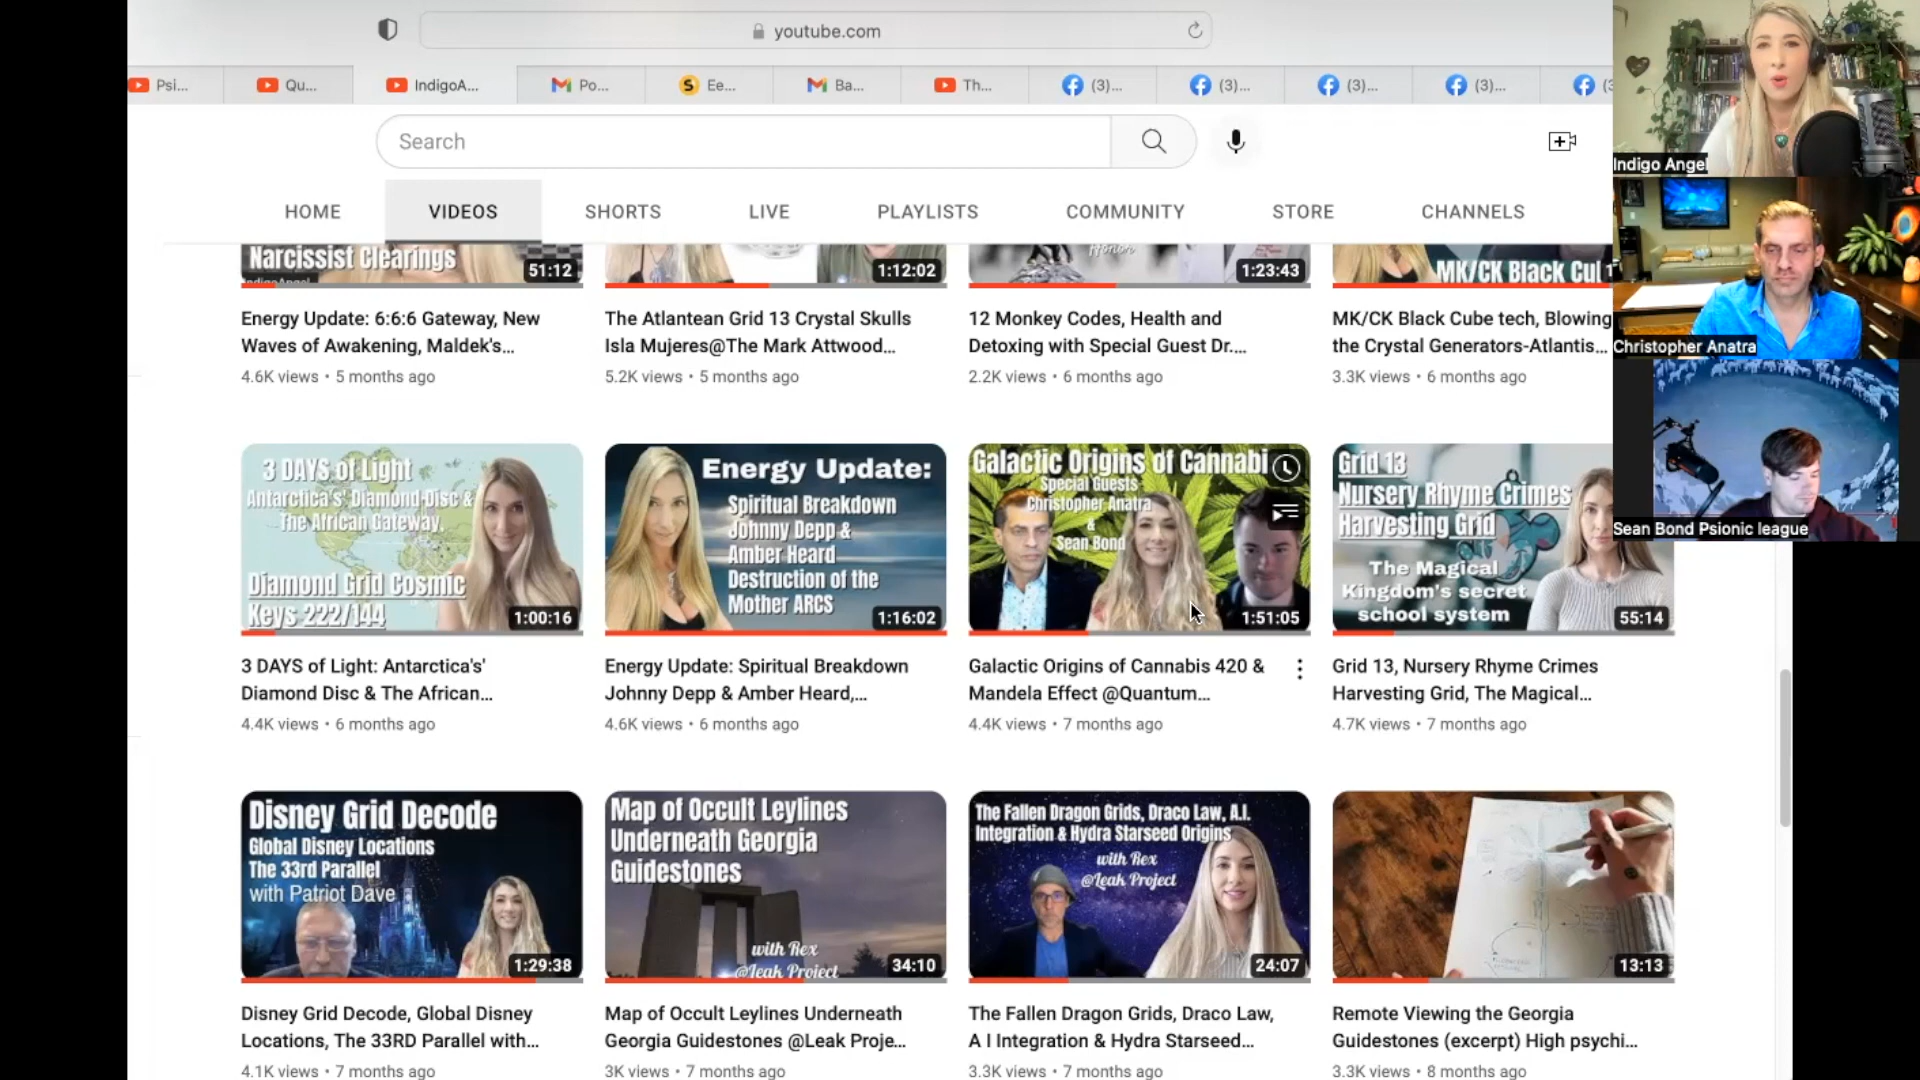 youtube.com
Psi...
Qu...
IndigoA...
Po...
Ee...
Ba...
Th...
(3)...
(3)...
(3)...
(3)...
(3
Search
HOME
VIDEOS
SHORTS
LIVE
PLAYLISTS
COMMUNITY
STORE
CHANNELS
Indigo Angel
Christopher Anatra
Sean Bond Psionic league
Narcissist Clearings
IndigoAngel
51:12
1:12:02
Honor
1:23:43
MK/CK Black Cul
1
Energy Update: 6:6:6 Gateway, New
Waves of Awakening, Maldek's...
4.6K views • 5 months ago
The Atlantean Grid 13 Crystal Skulls
Isla Mujeres@The Mark Attwood...
5.2K views • 5 months ago
12 Monkey Codes, Health and
Detoxing with Special Guest Dr....
2.2K views • 6 months ago
MK/CK Black Cube tech, Blowing
the Crystal Generators-Atlantis...
3.3K views • 6 months ago
3 DAYS of Light
Antarctica's' Diamond Disc &
The African Gateway.
Diamond Grid Cosmic
Keys 222/144
1:00:16
Energy Update:
Spiritual Breakdown
Johnny Depp &
Amber Heard
Destruction of the
Mother ARCS
1:16:02
Galactic Origins of Cannabi
Special Guests
Christopher Anatra
&
Sean Bond
1:51:05
Grid 13
Nursery Rhyme Crimes
Harvesting Grid
The Magical
Kingdom's secret
school system
55:14
3 DAYS of Light: Antarctica's'
Diamond Disc & The African...
4.4K views • 6 months ago
Energy Update: Spiritual Breakdown
Johnny Depp & Amber Heard,...
4.6K views • 6 months ago
Galactic Origins of Cannabis 420 &
Mandela Effect @Quantum...
4.4K views • 7 months ago
Grid 13, Nursery Rhyme Crimes
Harvesting Grid, The Magical...
4.7K views • 7 months ago
Disney Grid Decode
Global Disney Locations
The 33rd Parallel
with Patriot Dave
1:29:38
Map of Occult Leylines
Underneath Georgia
Guidestones
with Rex
@Leak Project
34:10
The Fallen Dragon Grids, Draco Law, A.I.
Integration & Hydra Starseed Origins
with Rex
@Leak Project
24:07
13:13
Disney Grid Decode, Global Disney
Locations, The 33RD Parallel with...
4.1K views • 7 months ago
Map of Occult Leylines Underneath
Georgia Guidestones @Leak Proje...
3K views • 7 months ago
The Fallen Dragon Grids, Draco Law,
A I Integration & Hydra Starseed...
3.3K views • 7 months ago
Remote Viewing the Georgia
Guidestones (excerpt) High psychi...
3.3K views • 8 months ago